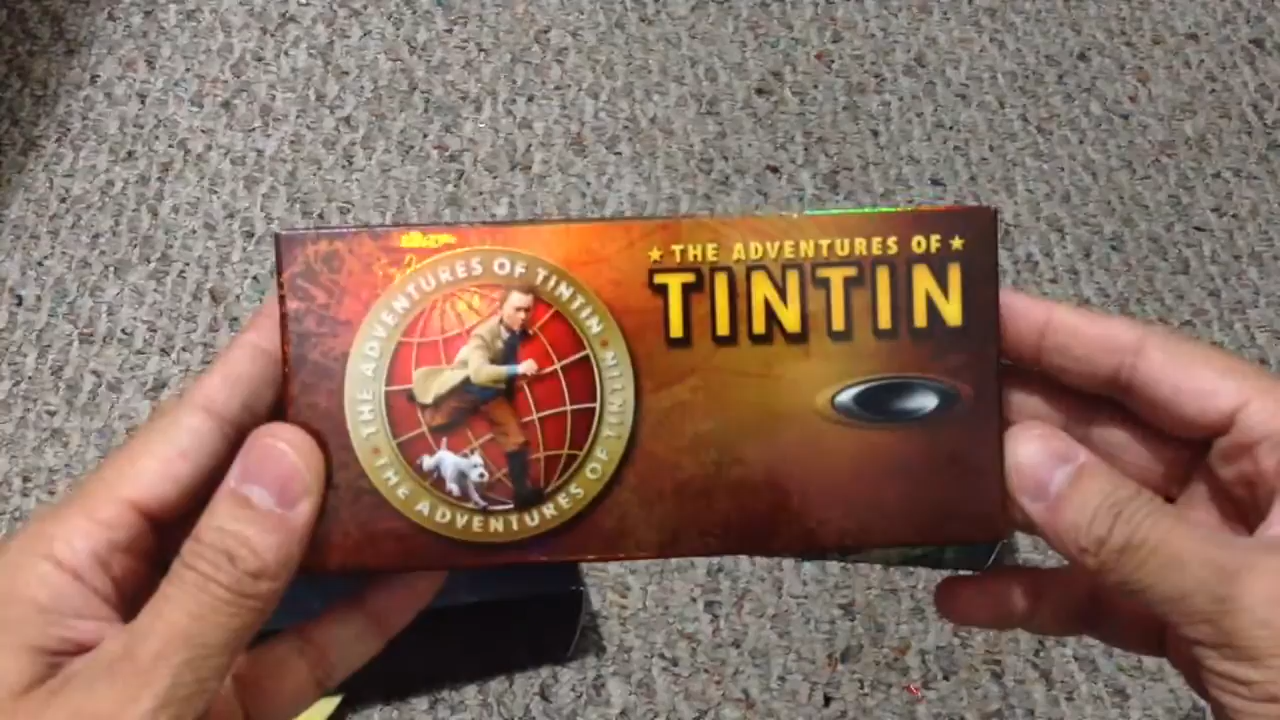 ★ THE ADVENTURES OF ★
TINTIN
THE ADVENTURES OF TINTIN • THE ADVENTURES OF TINTIN •